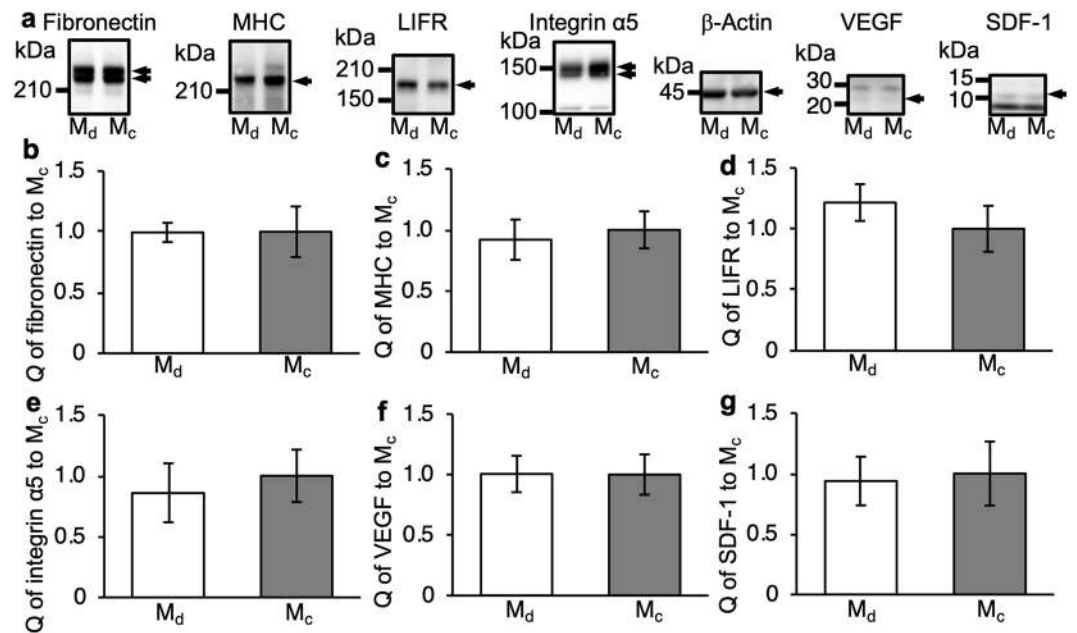 a Fibronectin MHC LIFR Integrin α5 β-Actin VEGF SDF-1
kDa kDa kDa kDa kDa kDa kDa
210 210 210 150 150 100 45 30 20 15 10
Md Mc Md Mc Md Mc Md Mc Md Mc Md Mc Md Mc
b
Q of fibronectin to Mc
1.5
1.0
0.5
0
Md Mc
c
Q of MHC to Mc
1.5
1.0
0.5
0
Md Mc
d
Q of LIFR to Mc
1.5
1.0
0.5
0
Md Mc
e
Q of integrin α5 to Mc
1.5
1.0
0.5
0
Md Mc
f
Q of VEGF to Mc
1.5
1.0
0.5
0
Md Mc
g
Q of SDF-1 to Mc
1.5
1.0
0.5
0
Md Mc